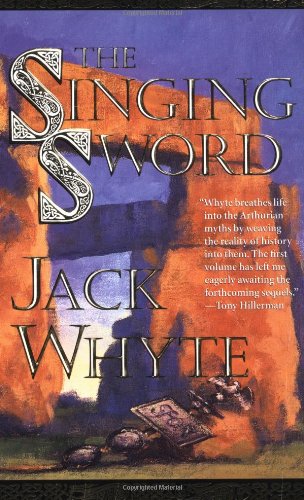 THE
SINGING
SWORD
"Whyte breathes life
into the Arthurian
myths by weaving
the reality of history
into them. The first
volume has left me
eagerly awaiting the
forthcoming sequels."
—Tony Hillerman
JACK
WHYTE